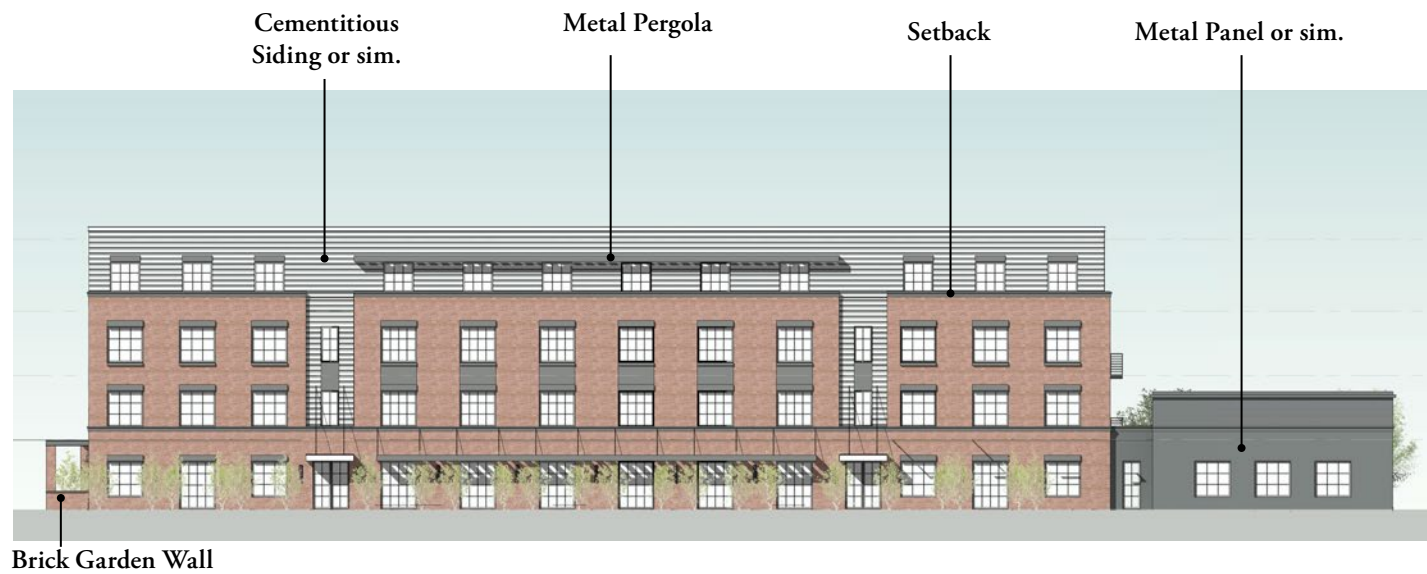 Cementitious
Siding or sim.
Metal Pergola
Setback
Metal Panel or sim.
Brick Garden Wall